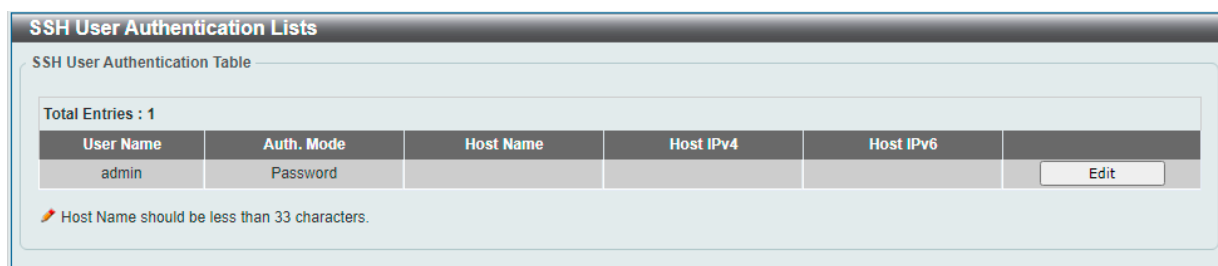 SSH User Authentication Lists
SSH User Authentication Table
Total Entries : 1
User Name Auth. Mode Host Name Host IPv4 Host IPv6
admin Password Edit
Host Name should be less than 33 characters.